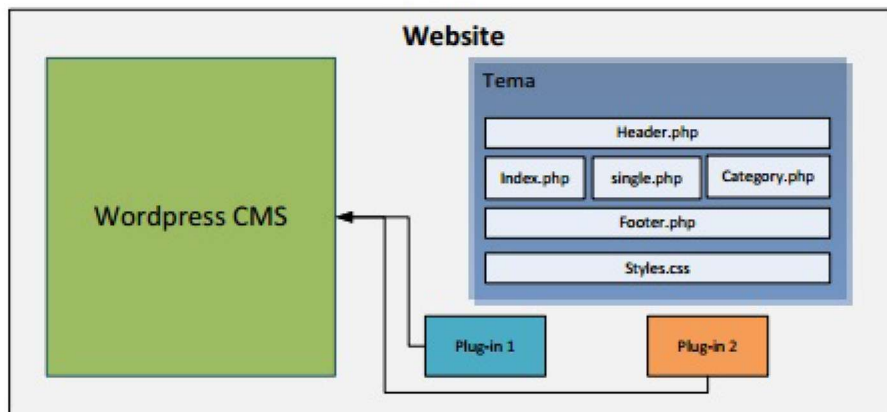 Website
Tema
Header.php
Index.php
single.php
Category.php
Wordpress CMS
Footer.php
Styles.css
Plug-in 1
Plug-in 2